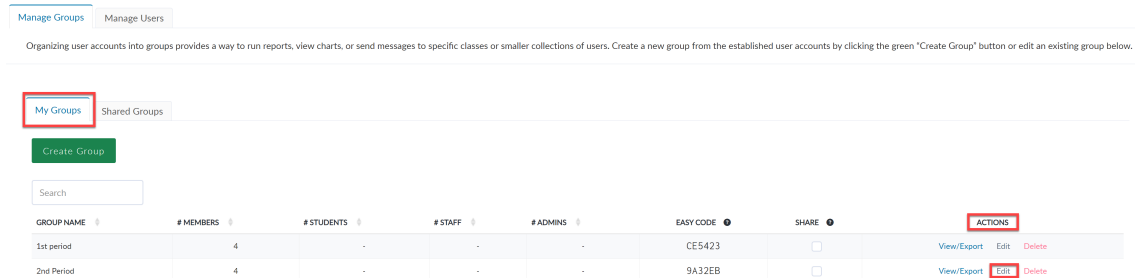 Manage Groups Manage Users
Organizing user accounts into groups provides a way to run reports, view charts, or send messages to specific classes or smaller collections of users. Create a new group from the established user accounts by clicking the green "Create Group" button or edit an existing group below.
My Groups Shared Groups
Create Group
Search
GROUP NAME # MEMBERS # STUDENTS # STAFF # ADMINS EASY CODE ? SHARE ? ACTIONS
1st period 4 - - - CE5423 View/Export Edit Delete
2nd Period 4 - - - 9A32EB View/Export Edit Delete